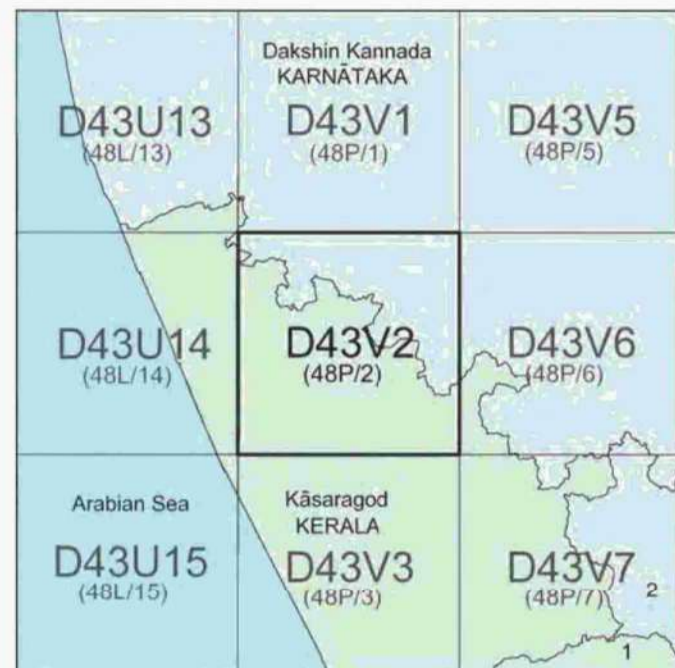 Dakshin Kannada
KARNĀTAKA
D43U13
(48L/13)
D43V1
(48P/1)
D43V5
(48P/5)
D43U14
(48L/14)
D43V2
(48P/2)
D43V6
(48P/6)
Arabian Sea
D43U15
(48L/15)
Kāsaragod
KERALA
D43V3
(48P/3)
D43V7
(48P/7)
2
1